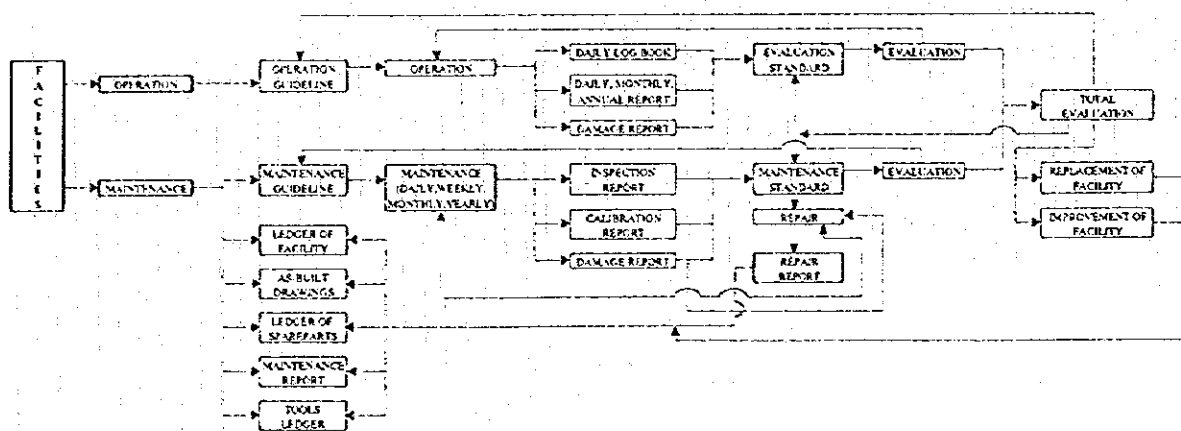 FACILITIES
OPERATION
OPERATION
GUIDELINE
OPERATION
DAILY LOG BOOK
DAILY, MONTHLY,
ANNUAL REPORT
DAMAGE REPORT
EVALUATION
STANDARD
EVALUATION
TOTAL
EVALUATION
MAINTENANCE
MAINTENANCE
GUIDELINE
MAINTENANCE
(DAILY, WEEKLY,
MONTHLY, YEARLY)
INSPECTION
REPORT
CALIBRATION
REPORT
DAMAGE REPORT
MAINTENANCE
STANDARD
EVALUATION
REPAIR
REPAIR
REPORT
REPLACEMENT OF
FACILITY
IMPROVEMENT OF
FACILITY
LEDGER OF
FACILITY
AS-BUILT
DRAWINGS
LEDGER OF
SPAREPARTS
MAINTENANCE
REPORT
TOOLS
LEDGER